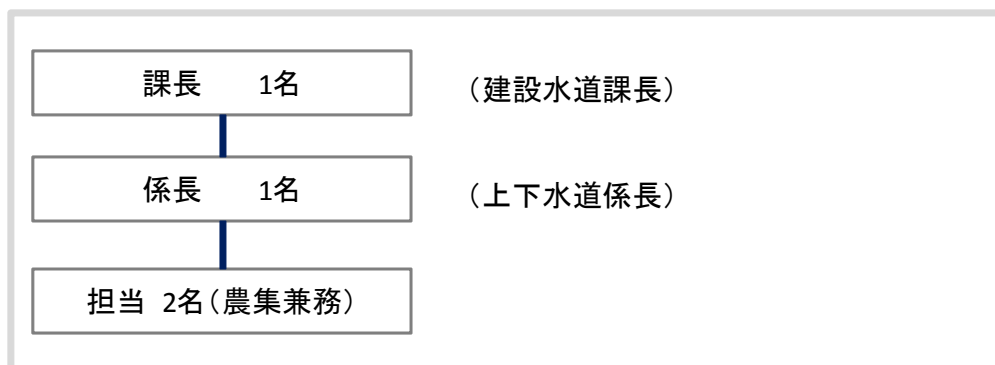 課長　　1名
（建設水道課長）
係長　　1名
（上下水道係長）
担当 2名（農集兼務）